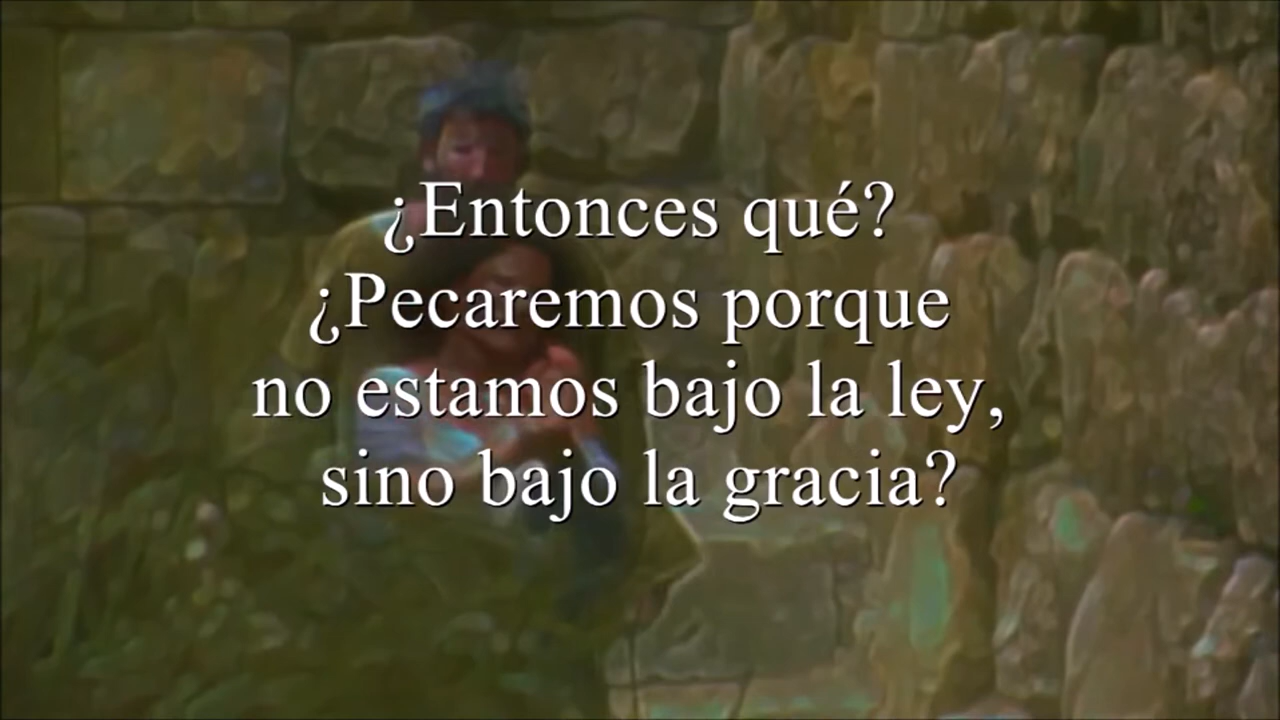 ¿Entonces qué?
¿Pecaremos porque
no estamos bajo la ley,
sino bajo la gracia?